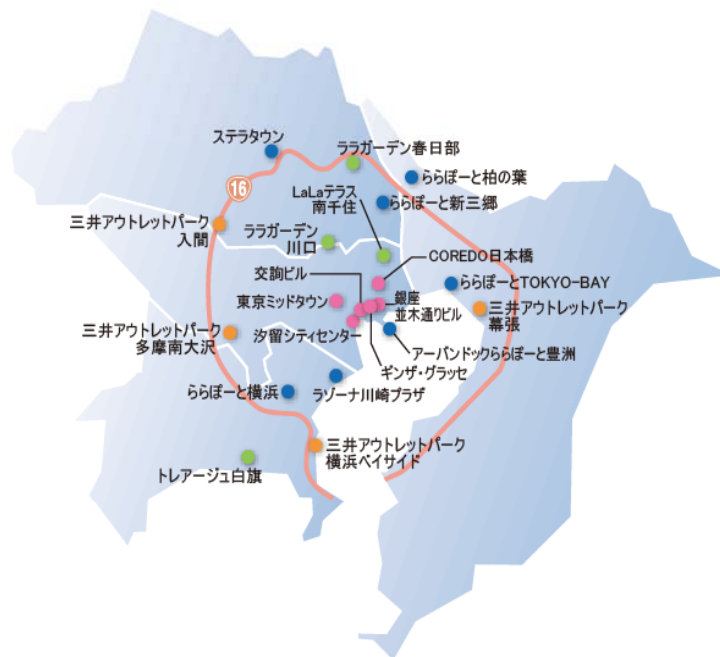 ステラタウン
ララガーデン春日部
ららぽーと柏の葉
16
LaLaテラス
南千住
ららぽーと新三郷
三井アウトレットパーク
入間
ララガーデン
川口
COREDO日本橋
交詢ビル
ららぽーとTOKYO-BAY
東京ミッドタウン
銀座
並木通りビル
三井アウトレットパーク
幕張
三井アウトレットパーク
多摩南大沢
汐留シティセンター
アーバンドックららぽーと豊洲
ギンザ・グラッセ
ららぽーと横浜
ラゾーナ川崎プラザ
三井アウトレットパーク
横浜ベイサイド
トレアージュ白旗